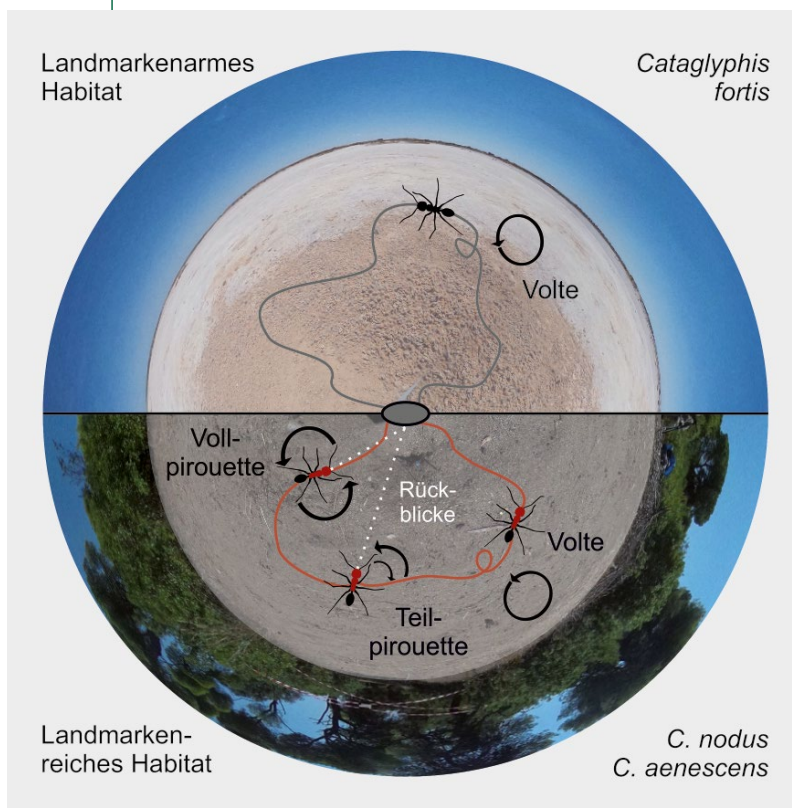 Landmarkenarmes
Habitat
Cataglyphis
fortis
Volte
Voll-
pirouette
Rück-
blicke
Volte
Teil-
pirouette
Landmarken-
reiches Habitat
C. nodus
C. aenescens